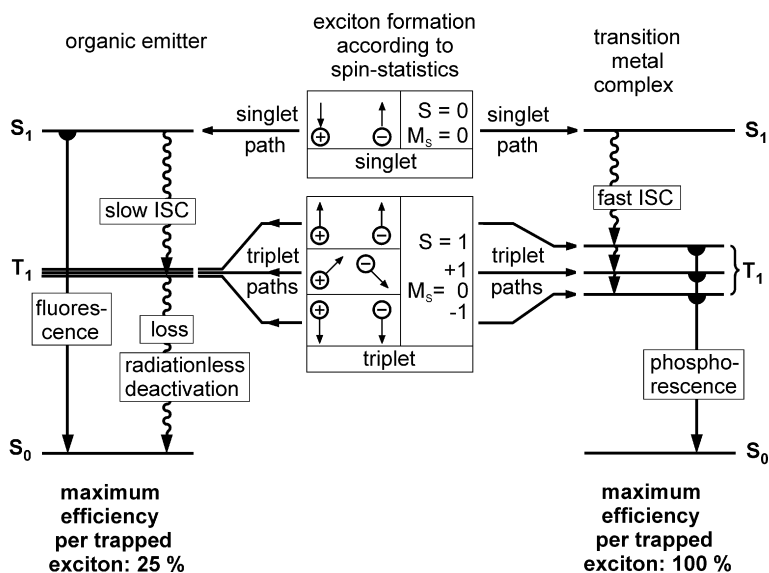 organic emitter
exciton formation
according to
spin-statistics
transition
metal
complex
S₁
singlet
path
S = 0
Mₛ = 0
singlet
singlet
path
S₁
slow ISC
fast ISC
T₁
triplet
paths
S = 1
+1
Mₛ= 0
-1
triplet
triplet
paths
T₁
fluores-
cence
loss
radiationless
deactivation
phospho-
rescence
S₀
S₀
maximum
efficiency
per trapped
exciton: 25 %
maximum
efficiency
per trapped
exciton: 100 %